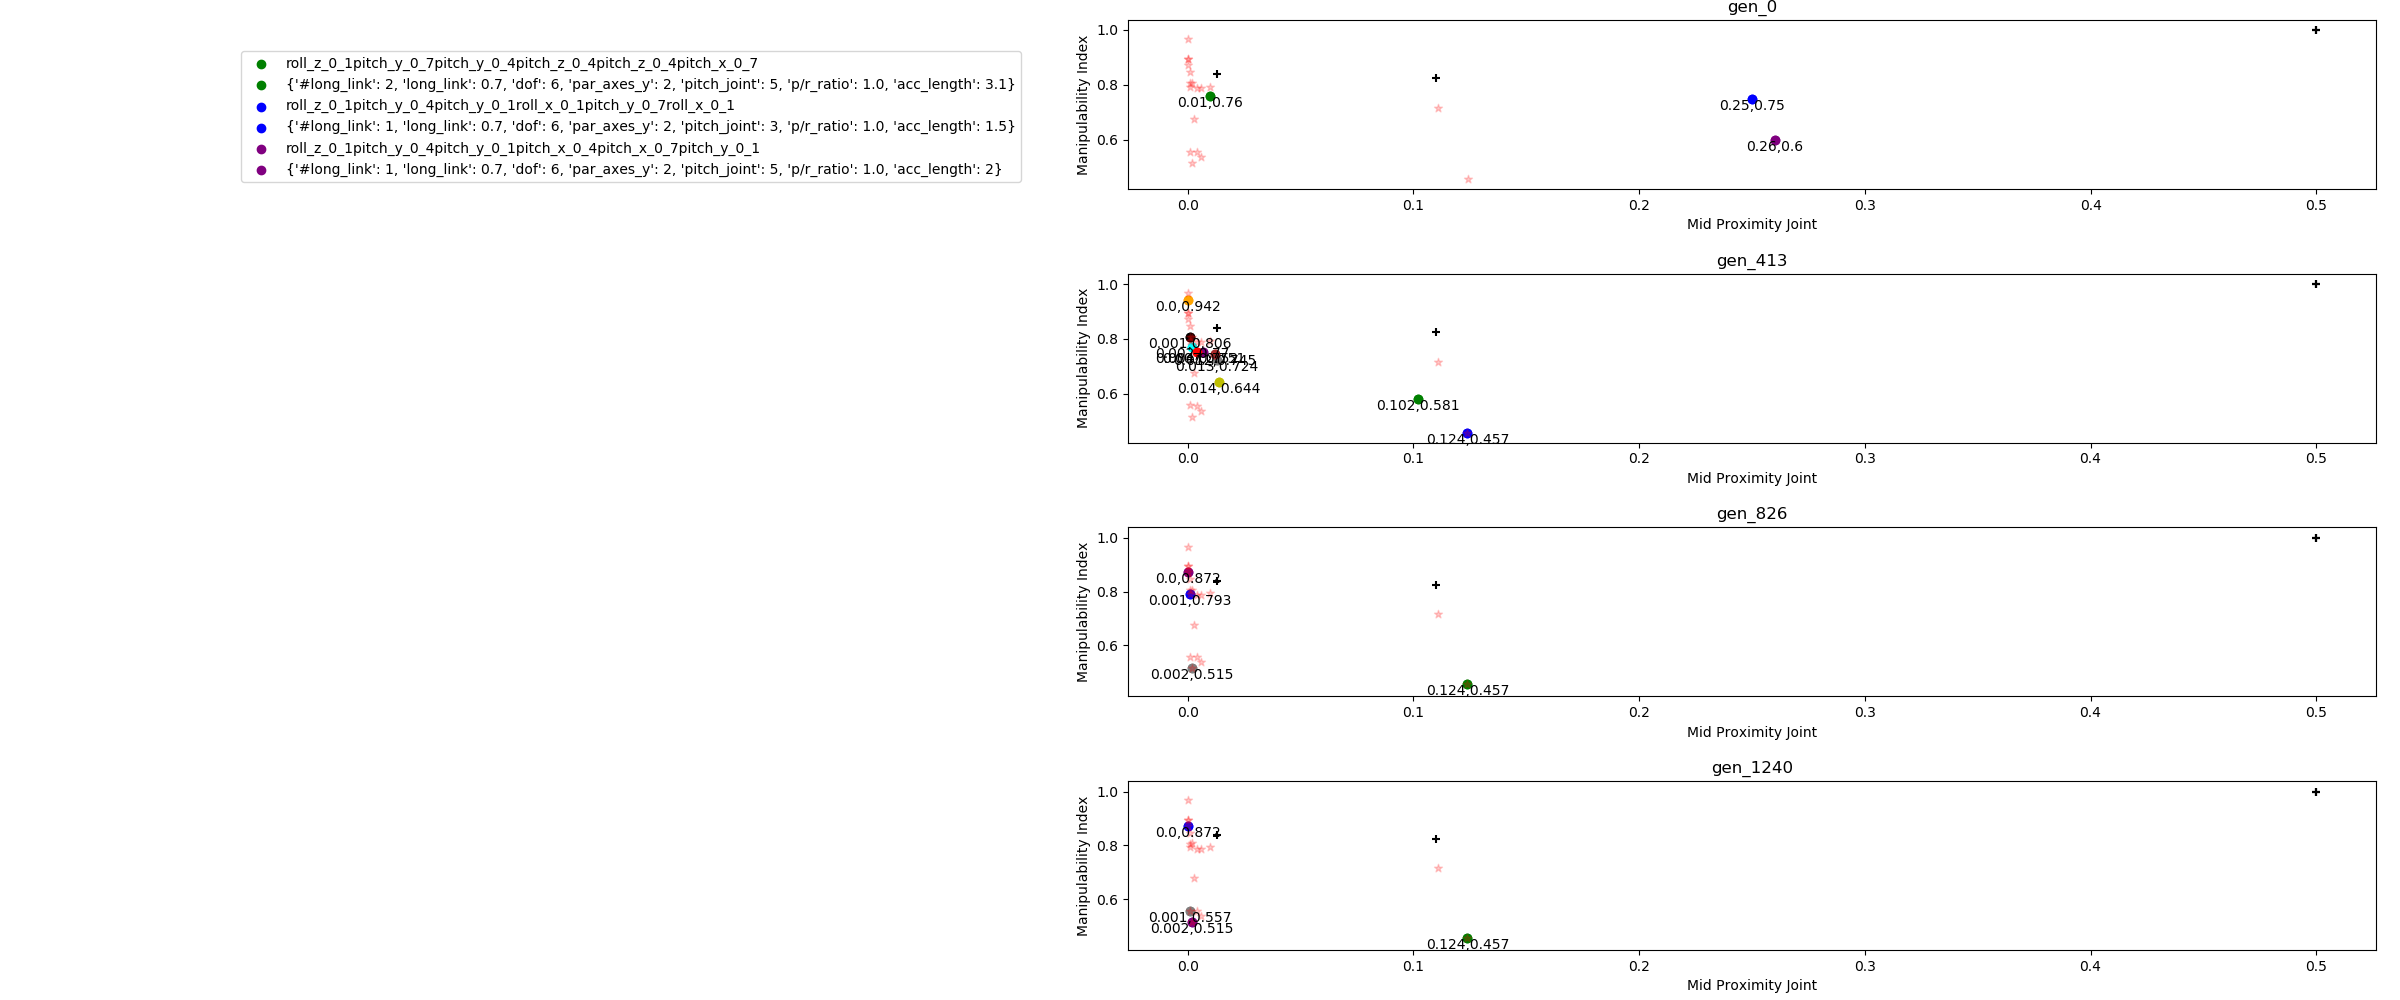 roll_z_0_1pitch_y_0_7pitch_y_0_4pitch_z_0_4pitch_z_0_4pitch_x_0_7
{'#long_link': 2, 'long_link': 0.7, 'dof': 6, 'par_axes_y': 2, 'pitch_joint': 5, 'p/r_ratio': 1.0, 'acc_length': 3.1}
roll_z_0_1pitch_y_0_4pitch_y_0_1roll_x_0_1pitch_y_0_7roll_x_0_1
{'#long_link': 1, 'long_link': 0.7, 'dof': 6, 'par_axes_y': 2, 'pitch_joint': 3, 'p/r_ratio': 1.0, 'acc_length': 1.5}
roll_z_0_1pitch_y_0_4pitch_y_0_1pitch_x_0_4pitch_x_0_7pitch_y_0_1
{'#long_link': 1, 'long_link': 0.7, 'dof': 6, 'par_axes_y': 2, 'pitch_joint': 5, 'p/r_ratio': 1.0, 'acc_length': 2}
gen_0
Manipulability Index
1.0
0.8
0.6
0.01,0.76
0.25,0.75
0.26,0.6
0.0 0.1 0.2 0.3 0.4 0.5
Mid Proximity Joint
gen_413
Manipulability Index
1.0
0.8
0.6
0.0,0.942
0.001,0.806
0.013,0.724
0.014,0.644
0.102,0.581
0.124,0.457
0.0 0.1 0.2 0.3 0.4 0.5
Mid Proximity Joint
gen_826
Manipulability Index
1.0
0.8
0.6
0.0,0.872
0.001,0.793
0.002,0.515
0.124,0.457
0.0 0.1 0.2 0.3 0.4 0.5
Mid Proximity Joint
gen_1240
Manipulability Index
1.0
0.8
0.6
0.0,0.872
0.001,0.557
0.002,0.515
0.124,0.457
0.0 0.1 0.2 0.3 0.4 0.5
Mid Proximity Joint